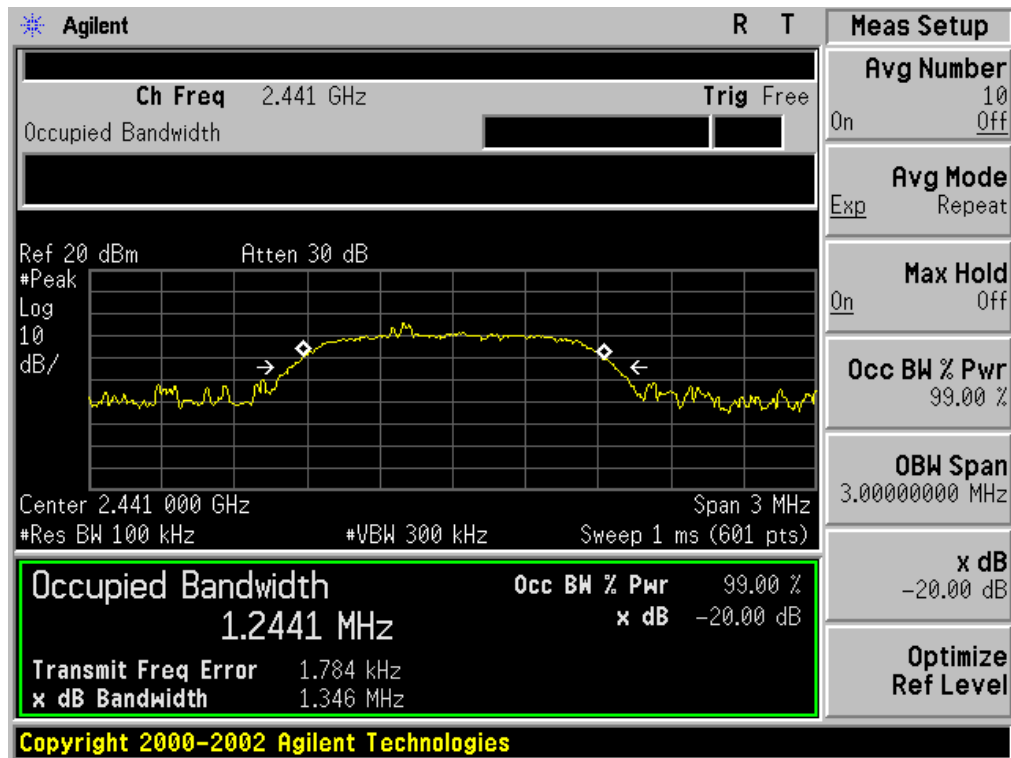 Agilent R T
Ch Freq 2.441 GHz Trig Free
Occupied Bandwidth
Ref 20 dBm Atten 30 dB
#Peak
Log
10
dB/
Center 2.441 000 GHz Span 3 MHz
#Res BW 100 kHz #VBW 300 kHz Sweep 1 ms (601 pts)
Occupied Bandwidth Occ BW % Pwr 99.00 %
1.2441 MHz x dB -20.00 dB
Transmit Freq Error 1.784 kHz
x dB Bandwidth 1.346 MHz
Copyright 2000-2002 Agilent Technologies
Meas Setup
Avg Number
10
On Off
Avg Mode
Exp Repeat
Max Hold
On Off
Occ BW % Pwr
99.00 %
OBW Span
3.00000000 MHz
x dB
-20.00 dB
Optimize
Ref Level